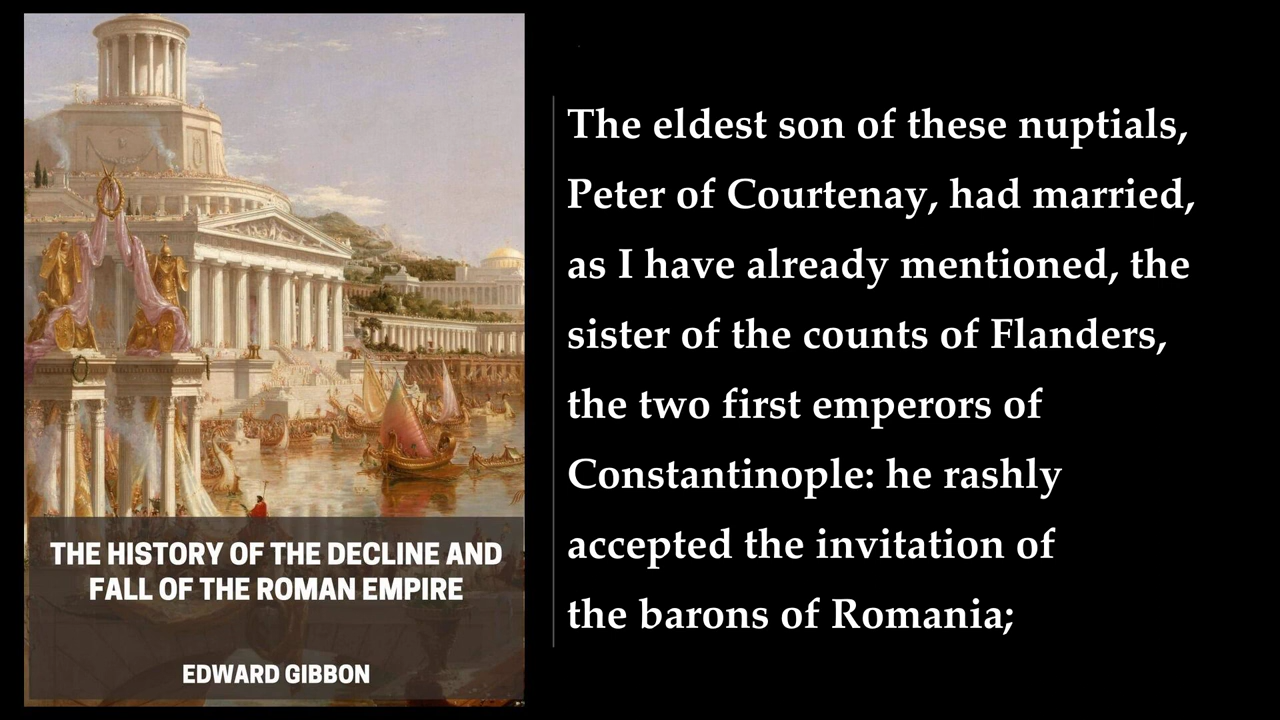 THE HISTORY OF THE DECLINE AND
FALL OF THE ROMAN EMPIRE
EDWARD GIBBON
The eldest son of these nuptials,
Peter of Courtenay, had married,
as I have already mentioned, the
sister of the counts of Flanders,
the two first emperors of
Constantinople: he rashly
accepted the invitation of
the barons of Romania;